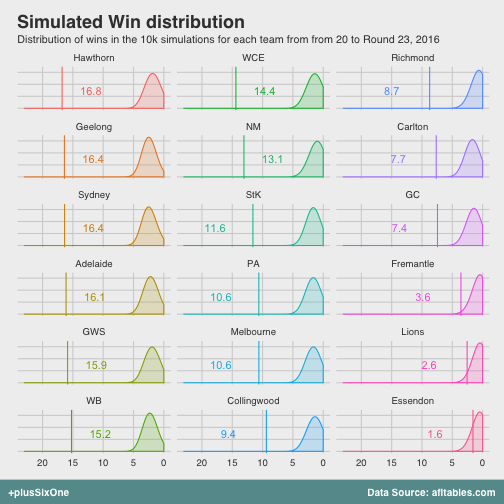 Simulated Win distribution
Distribution of wins in the 10k simulations for each team from from 20 to Round 23, 2016
Hawthorn WCE Richmond
16.8 14.4 8.7
Geelong NM Carlton
16.4 13.1 7.7
Sydney StK GC
16.4 11.6 7.4
Adelaide PA Fremantle
16.1 10.6 3.6
GWS Melbourne Lions
15.9 10.6 2.6
WB Collingwood Essendon
15.2 9.4 1.6
20 15 10 5 0 20 15 10 5 0 20 15 10 5 0
+plusSixOne Data Source: afltables.com